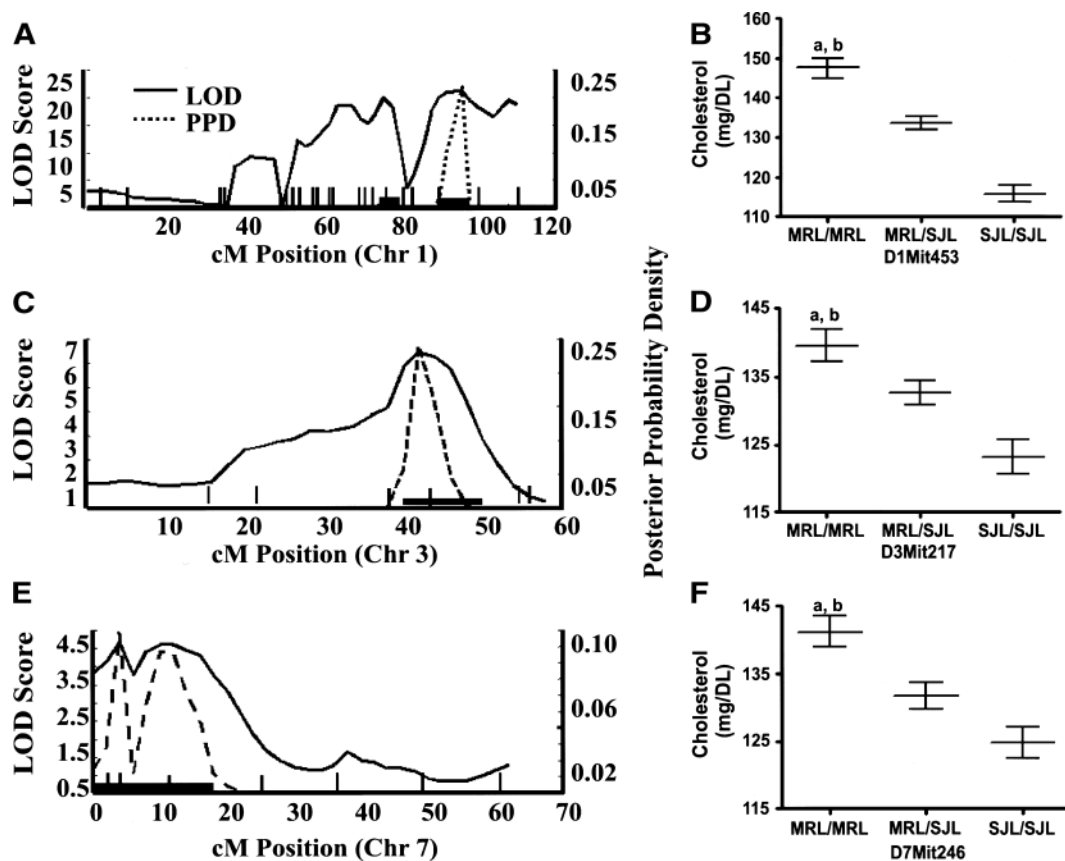 A
LOD Score
25
20
15
10
5
LOD
PPD
0.25
0.15
0.05
20 40 60 80 100 120
cM Position (Chr 1)
B
Cholesterol
(mg/DL)
160
150
140
130
120
110
a, b
MRL/MRL MRL/SJL SJL/SJL
D1Mit453
C
LOD Score
7
6
5
4
3
2
1
0.25
0.15
0.05
10 20 30 40 50 60
cM Position (Chr 3)
Posterior Probability Density
D
Cholesterol
(mg/DL)
145
135
125
115
a, b
MRL/MRL MRL/SJL SJL/SJL
D3Mit217
E
LOD Score
4.5
3.5
2.5
1.5
0.5
0.10
0.06
0.02
0 10 20 30 40 50 60 70
cM Position (Chr 7)
F
Cholesterol
(mg/DL)
145
135
125
115
a, b
MRL/MRL MRL/SJL SJL/SJL
D7Mit246